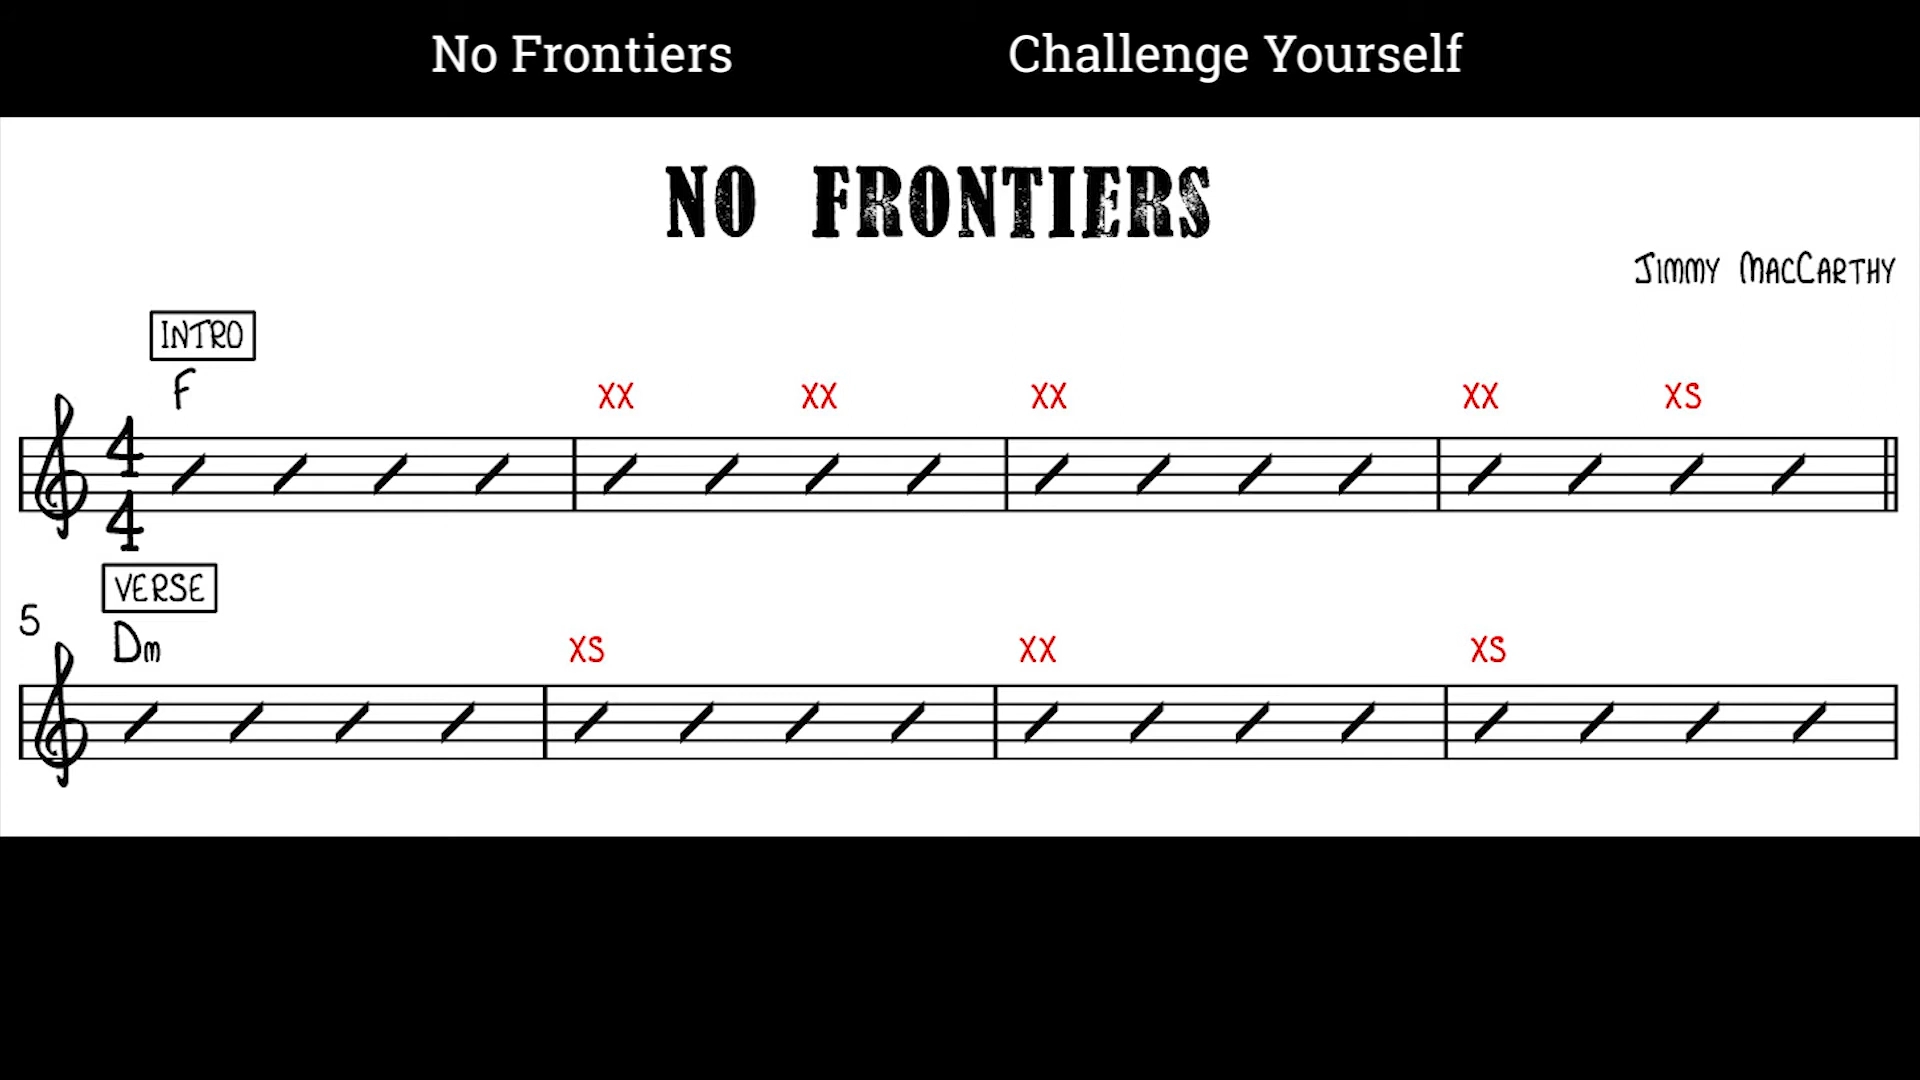 No Frontiers Challenge Yourself
NO FRONTIERS
JIMMY MACCARTHY
INTRO
F XX XX XX XX XS
4
4
VERSE
5
Dm XS XX XS